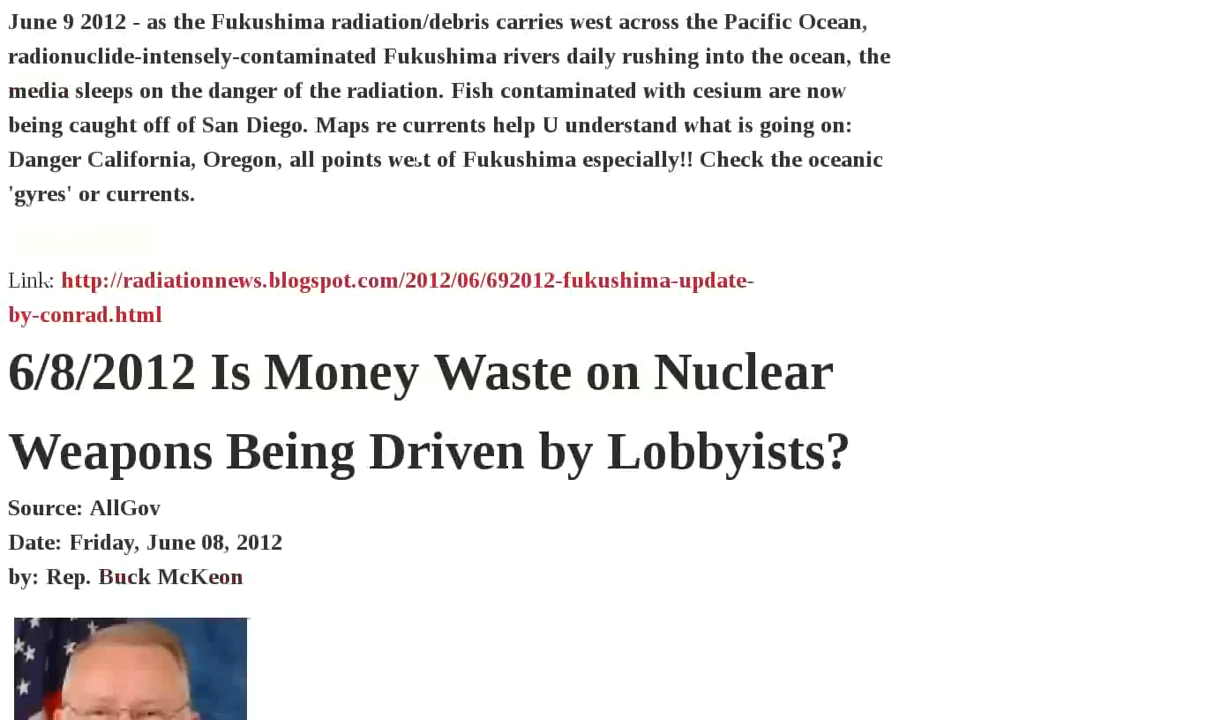 June 9 2012 - as the Fukushima radiation/debris carries west across the Pacific Ocean,
radionuclide-intensely-contaminated Fukushima rivers daily rushing into the ocean, the
media sleeps on the danger of the radiation. Fish contaminated with cesium are now
being caught off of San Diego. Maps re currents help U understand what is going on:
Danger California, Oregon, all points west of Fukushima especially!! Check the oceanic
'gyres' or currents.
Link: http://radiationnews.blogspot.com/2012/06/692012-fukushima-update-
by-conrad.html
6/8/2012 Is Money Waste on Nuclear
Weapons Being Driven by Lobbyists?
Source: AllGov
Date: Friday, June 08, 2012
by: Rep. Buck McKeon